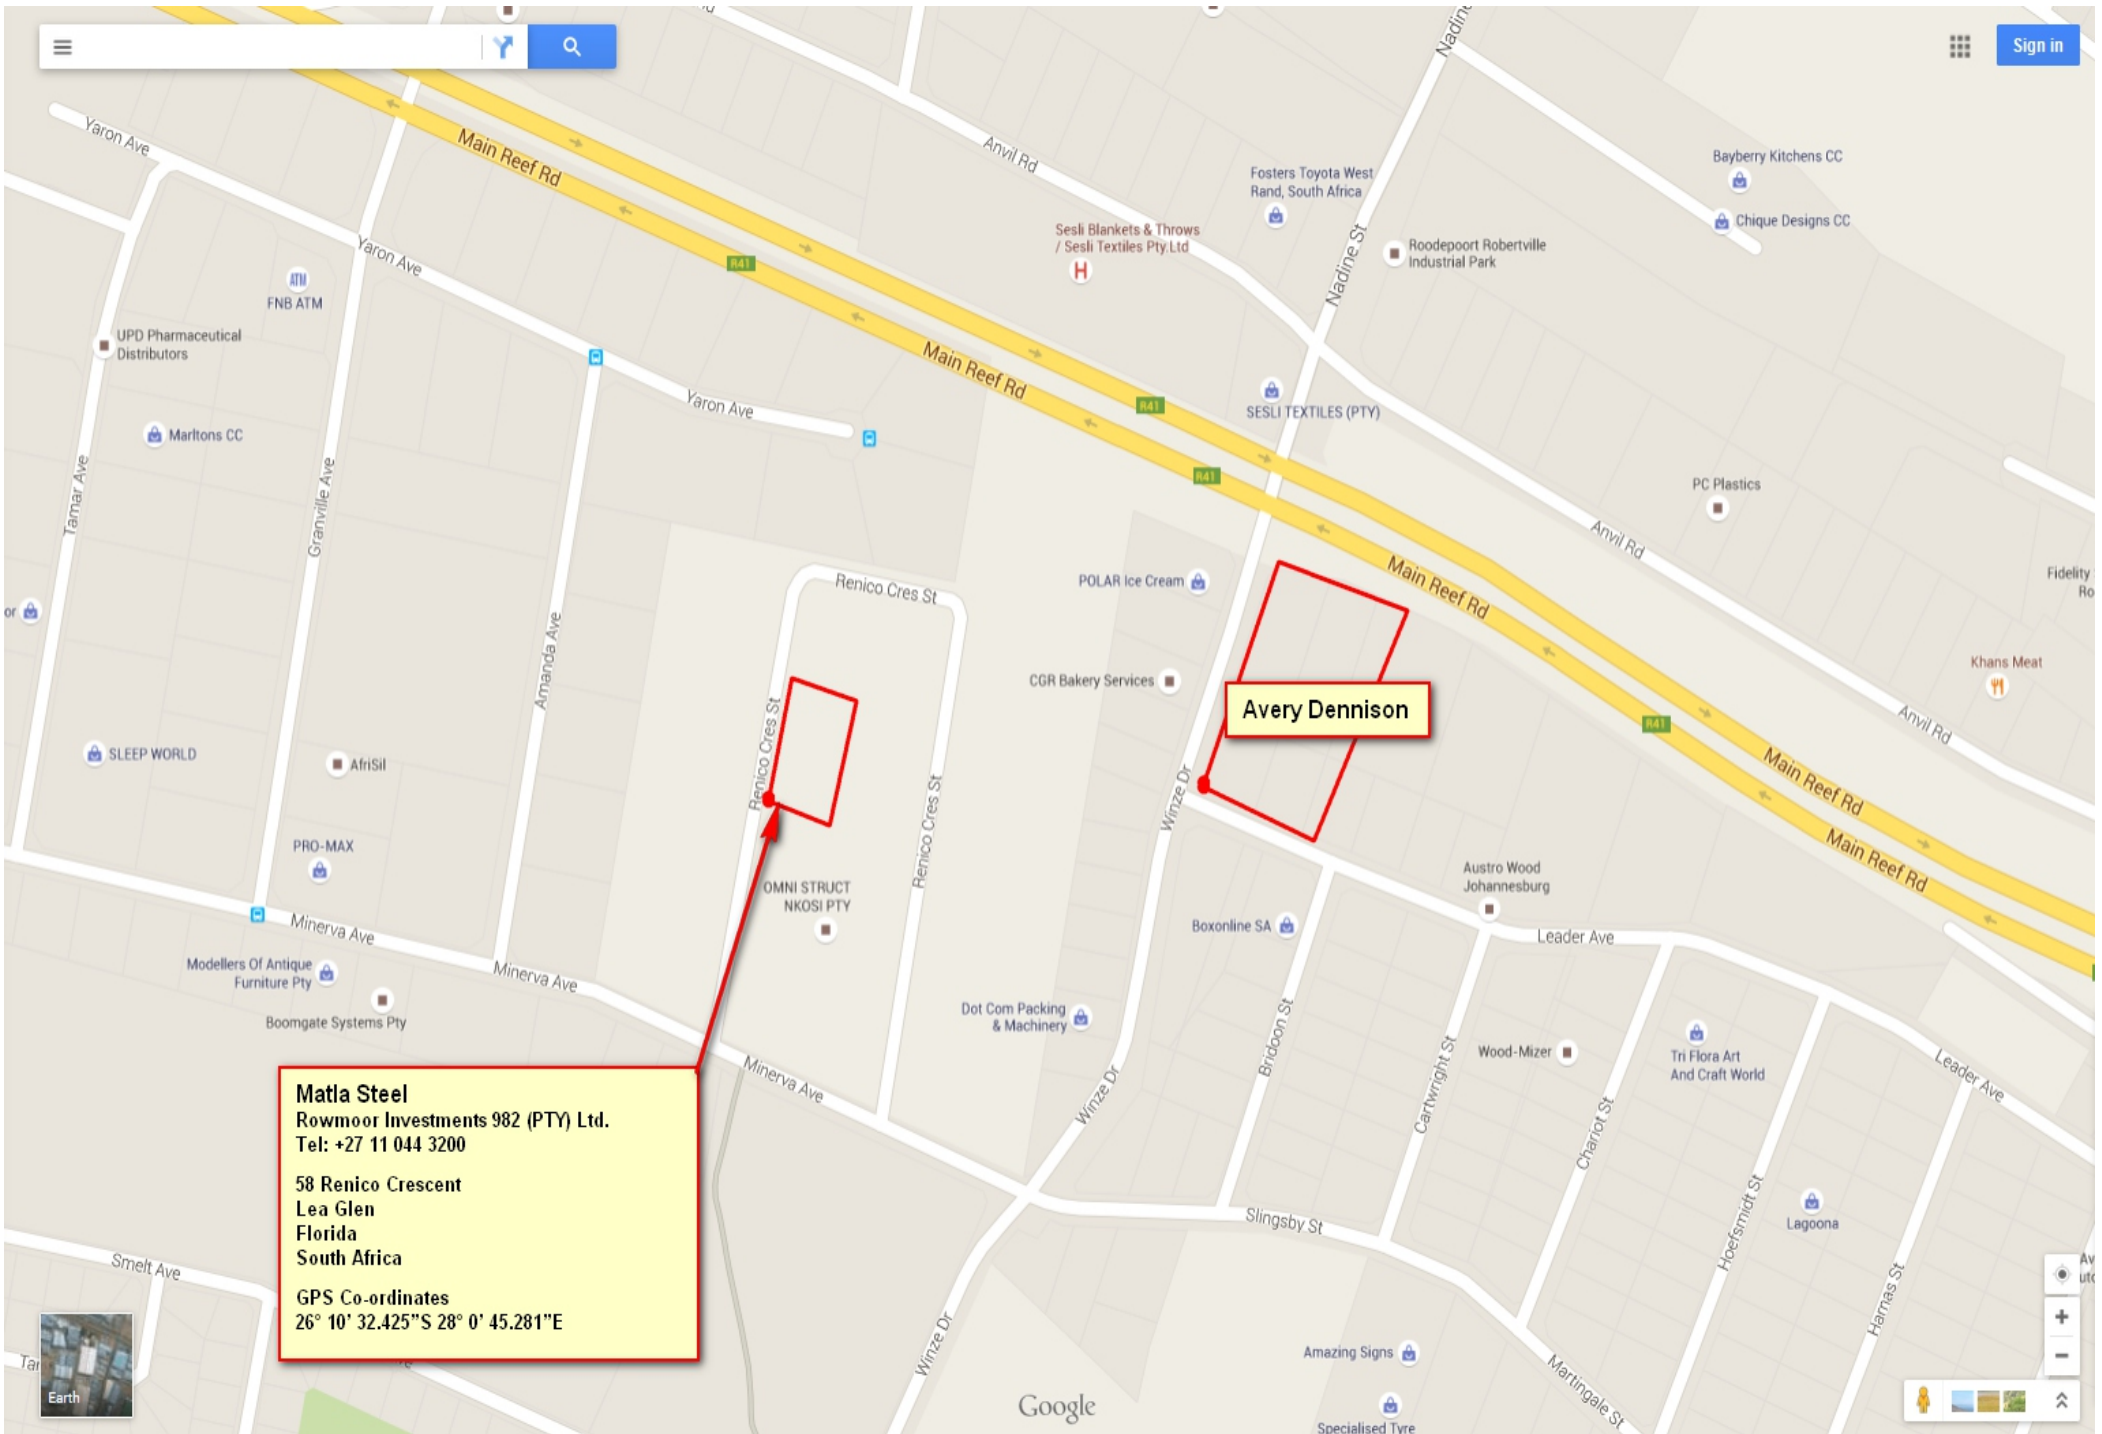 Sign in
Yaron Ave
Main Reef Rd
Anvil Rd
Nadine
Bayberry Kitchens CC
Fosters Toyota West
Rand, South Africa
Chique Designs CC
Sesli Blankets & Throws
/ Sesli Textiles Pty.Ltd
Roodepoort Robertville
Industrial Park
Nadine St
Yaron Ave
R41
ATM
FNB ATM
UPD Pharmaceutical
Distributors
Main Reef Rd
Yaron Ave
R41
SESLI TEXTILES (PTY)
Marltons CC
R41
PC Plastics
Tamar Ave
Granville Ave
Anvil Rd
Main Reef Rd
Fidelity
Ro
POLAR Ice Cream
Renico Cres St
or
Amanda Ave
Khans Meat
CGR Bakery Services
Avery Dennison
R41
Anvil Rd
SLEEP WORLD
AfriSil
Renico Cres St
Winze Dr
Main Reef Rd
Renico Cres St
PRO-MAX
Main Reef Rd
OMNI STRUCT
NKOSI PTY
Austro Wood
Johannesburg
Boxonline SA
Leader Ave
Minerva Ave
Modellers Of Antique
Furniture Pty
Minerva Ave
Boomgate Systems Pty
Dot Com Packing
& Machinery
Bridoon St
Cartwright St
Wood-Mizer
Tri Flora Art
And Craft World
Leader Ave
Minerva Ave
Winze Dr
Chariot St
Matla Steel
Rowmoor Investments 982 (PTY) Ltd.
Tel: +27 11 044 3200
58 Renico Crescent
Lea Glen
Florida
South Africa
GPS Co-ordinates
26° 10’ 32.425”S 28° 0’ 45.281”E
Slingsby St
Hoefsmidt St
Lagoona
Smelt Ave
Harnas St
Av
Winze Dr
Amazing Signs
Martingale St
Tar
Earth
Google
Specialised Tyre